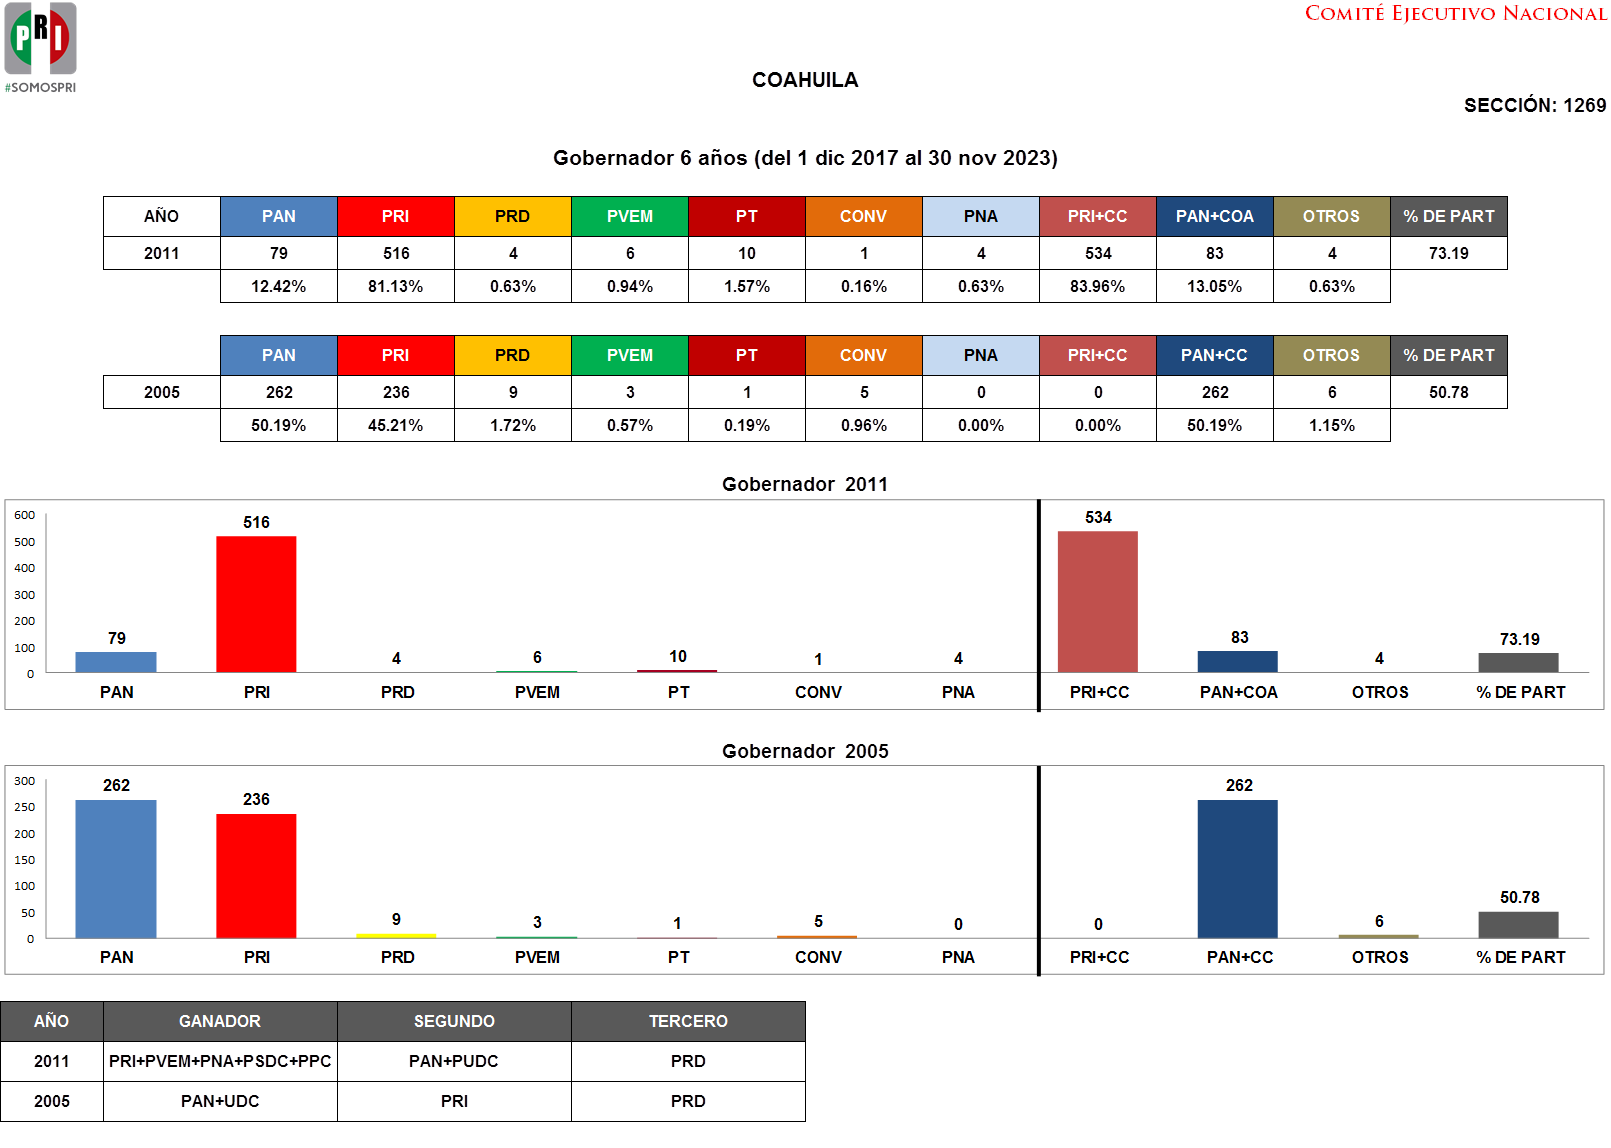 PRI
COMITÉ EJECUTIVO NACIONAL
#SOMOSPRI
COAHUILA
SECCIÓN: 1269
Gobernador 6 años (del 1 dic 2017 al 30 nov 2023)
AÑO PAN PRI PRD PVEM PT CONV PNA PRI+CC PAN+COA OTROS % DE PART
2011 79 516 4 6 10 1 4 534 83 4 73.19
12.42% 81.13% 0.63% 0.94% 1.57% 0.16% 0.63% 83.96% 13.05% 0.63%
PAN PRI PRD PVEM PT CONV PNA PRI+CC PAN+CC OTROS % DE PART
2005 262 236 9 3 1 5 0 0 262 6 50.78
50.19% 45.21% 1.72% 0.57% 0.19% 0.96% 0.00% 0.00% 50.19% 1.15%
Gobernador 2011
600
500
400
300
200
100
0
79 516 4 6 10 1 4 534 83 4 73.19
PAN PRI PRD PVEM PT CONV PNA PRI+CC PAN+COA OTROS % DE PART
Gobernador 2005
300
250
200
150
100
50
0
262 236 9 3 1 5 0 0 262 6 50.78
PAN PRI PRD PVEM PT CONV PNA PRI+CC PAN+CC OTROS % DE PART
AÑO GANADOR SEGUNDO TERCERO
2011 PRI+PVEM+PNA+PSDC+PPC PAN+PUDC PRD
2005 PAN+UDC PRI PRD